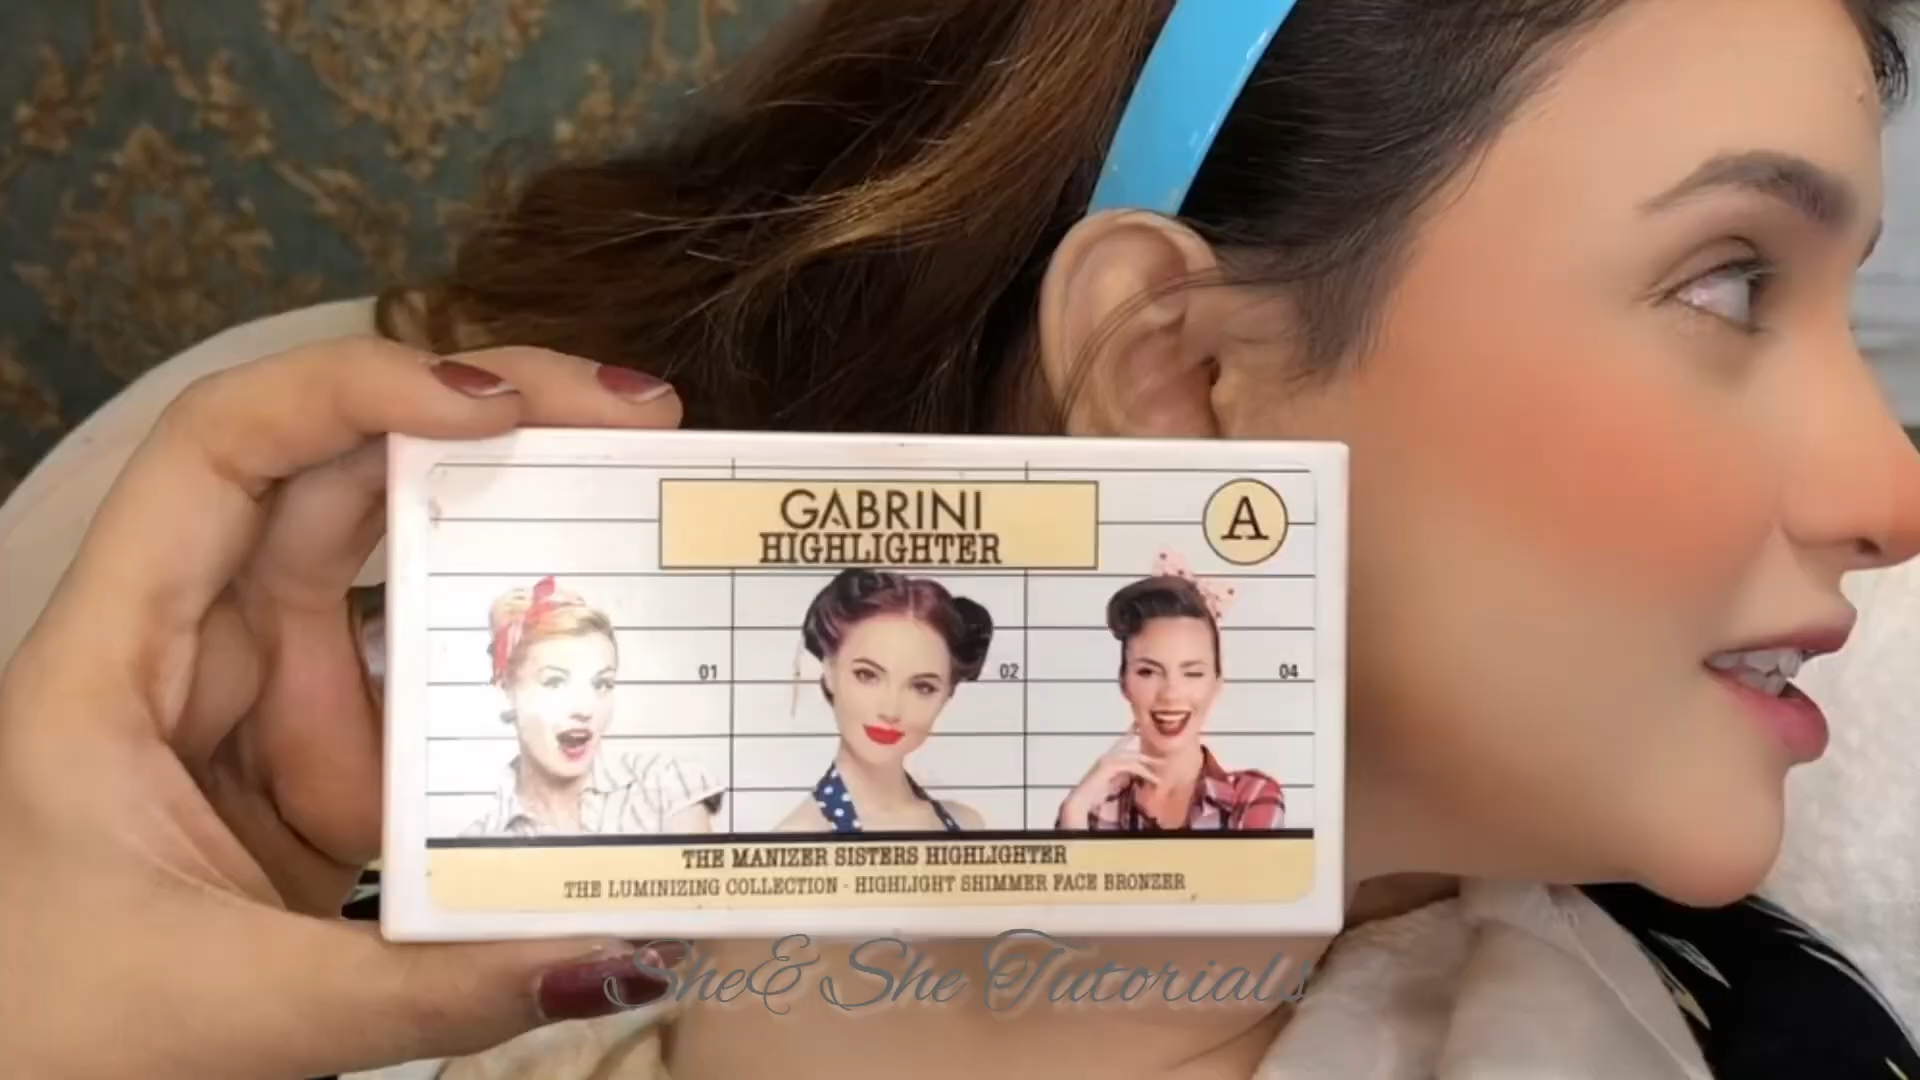 GABRINI
HIGHLIGHTER
A
01
02
04
THE MANIZER SISTERS HIGHLIGHTER
THE LUMINIZING COLLECTION - HIGHLIGHT SHIMMER FACE BRONZER
She & She Tutorials